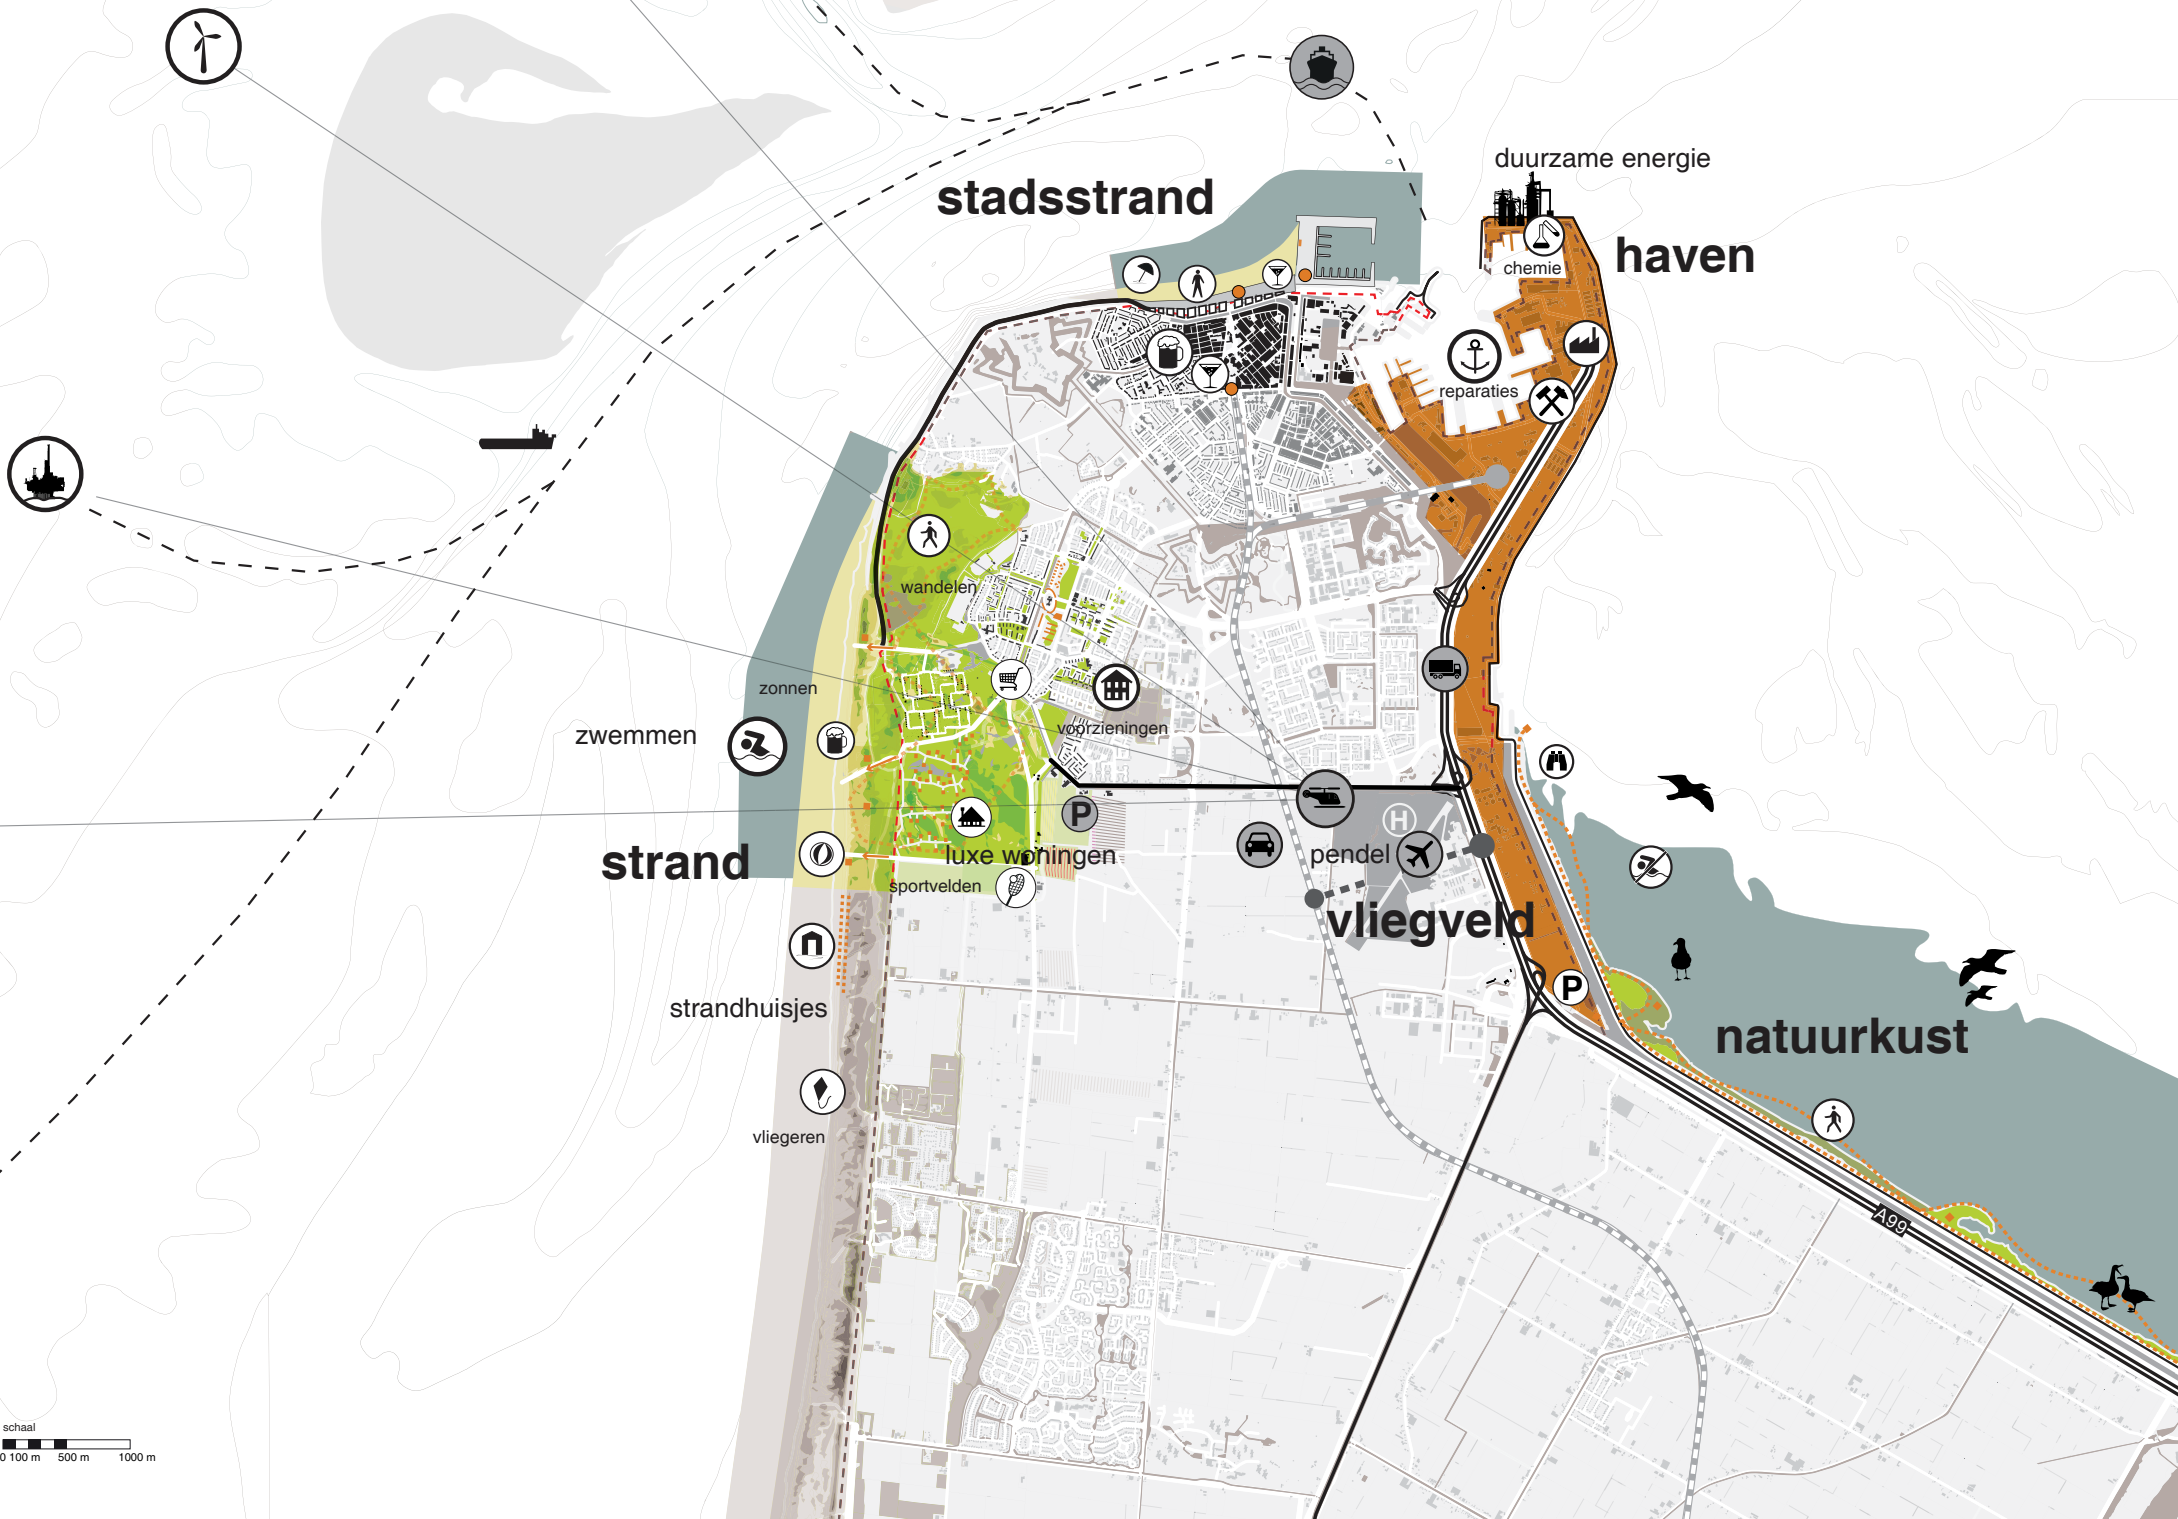 duurzame energie
stadsstrand
haven
chemie
reparaties
wandelen
zonnen
voorzieningen
zwemmen
P
H
luxe woningen
pendel
strand
sportvelden
vliegveld
P
strandhuisjes
natuurkust
vliegeren
A99
schaal
0 100 m 500 m 1000 m